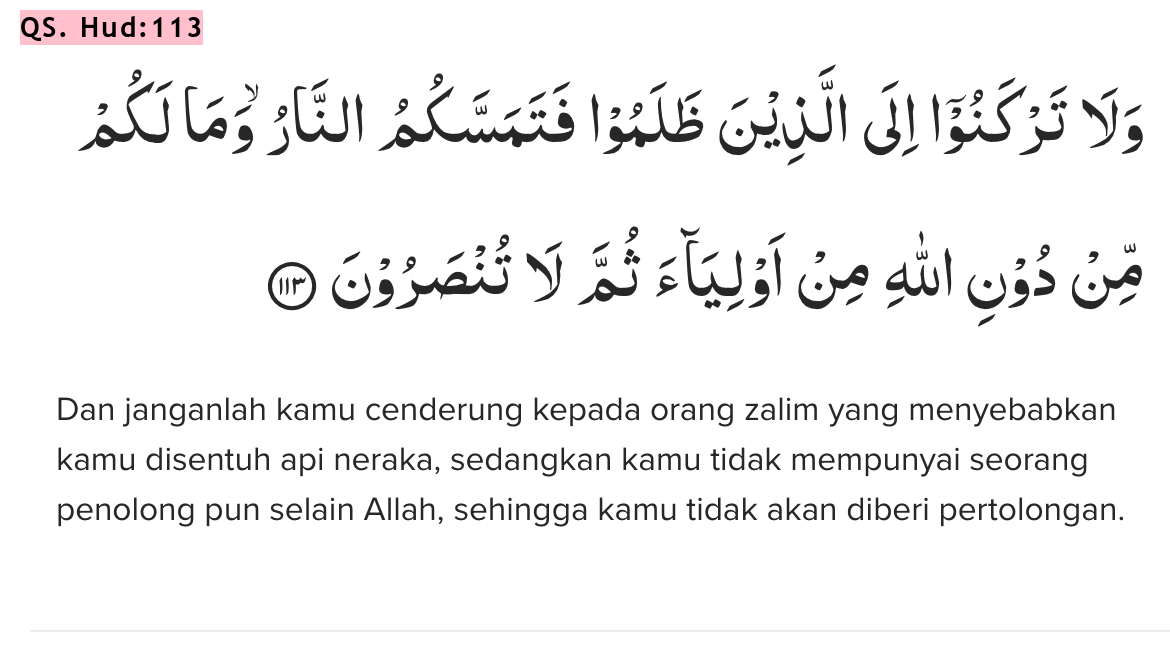 QS. Hud:113
وَلَا تَرْكَنُوْٓا اِلَى الَّذِيْنَ ظَلَمُوْا فَتَمَسَّكُمُ النَّارُۙ وَمَا لَكُمْ
مِّنْ دُوْنِ اللّٰهِ مِنْ اَوْلِيَاۤءَ ثُمَّ لَا تُنْصَرُوْنَ ١١٣
Dan janganlah kamu cenderung kepada orang zalim yang menyebabkan
kamu disentuh api neraka, sedangkan kamu tidak mempunyai seorang
penolong pun selain Allah, sehingga kamu tidak akan diberi pertolongan.